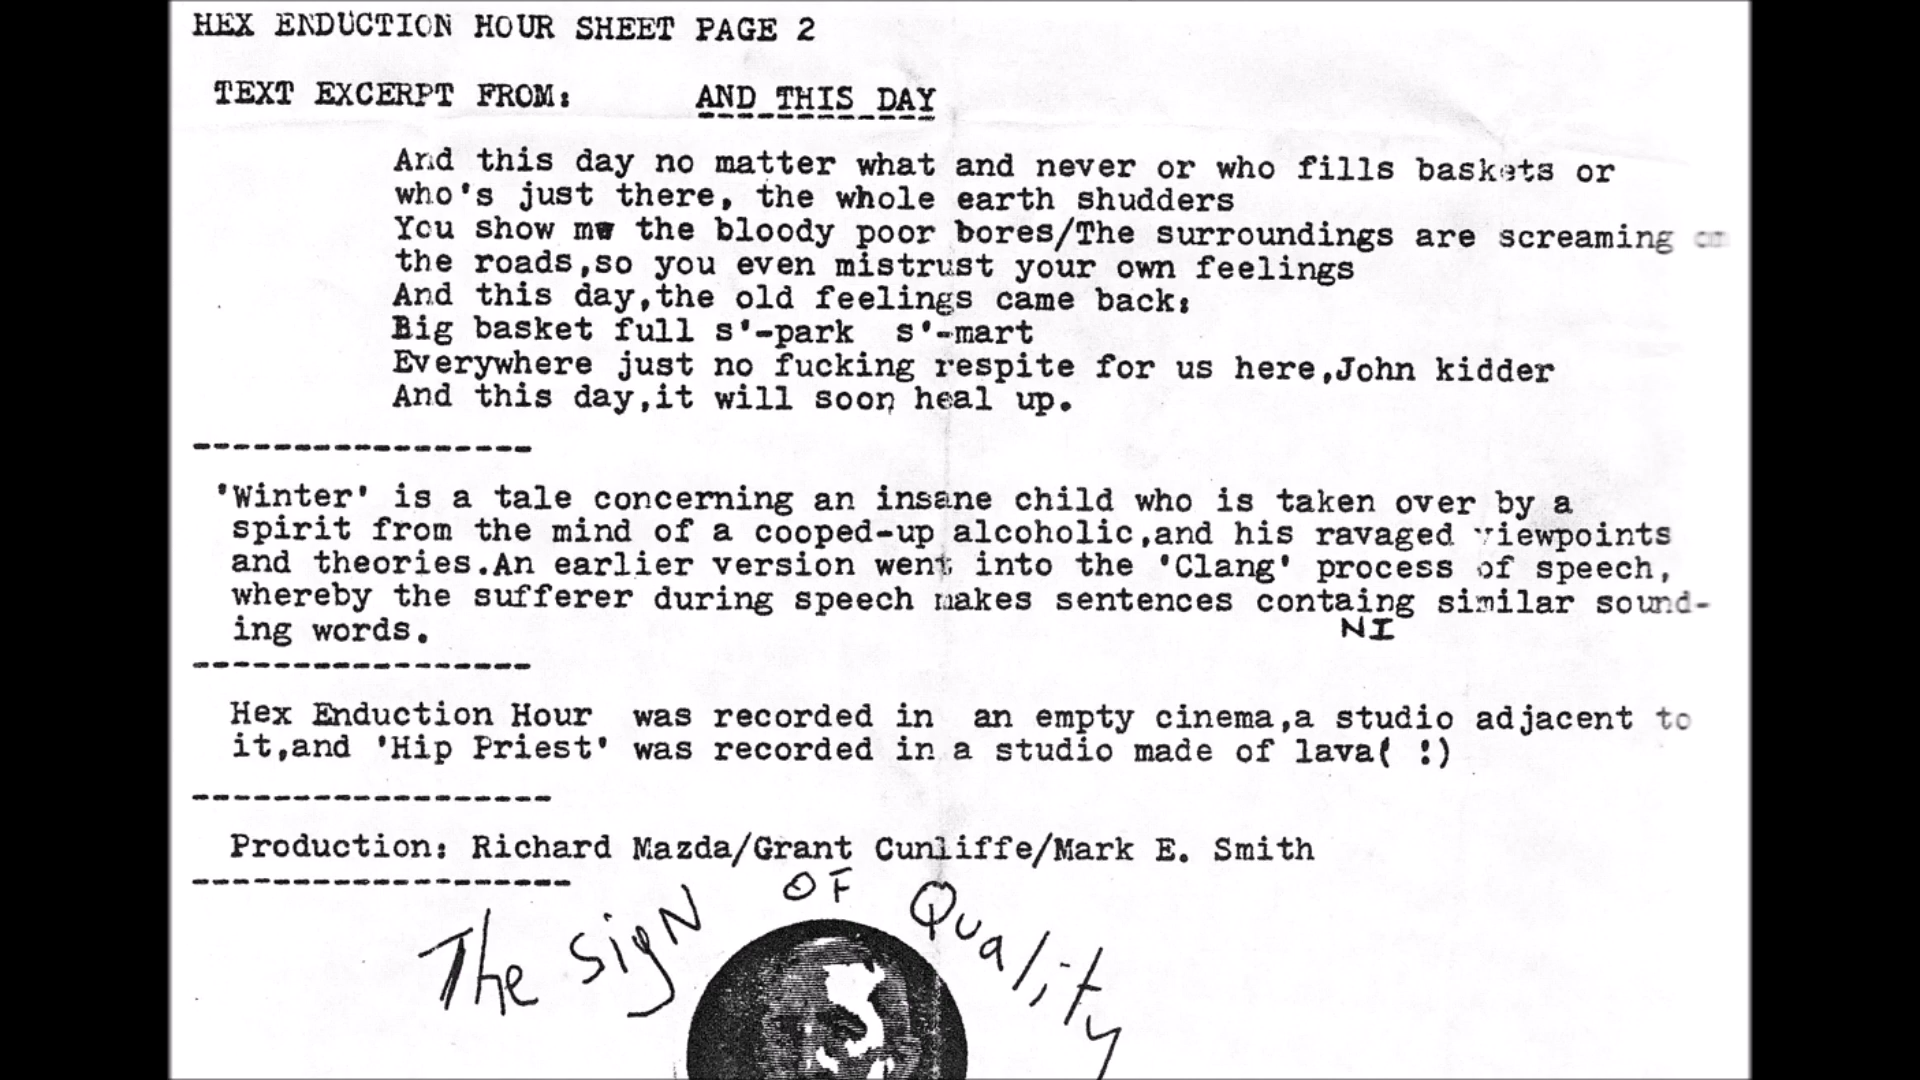 HEX ENDUCTION HOUR SHEET PAGE 2
TEXT EXCERPT FROM: AND THIS DAY
And this day no matter what and never or who fills baskets or
who's just there, the whole earth shudders
You show me the bloody poor bores/The surroundings are screaming on
the roads,so you even mistrust your own feelings
And this day,the old feelings came back:
Big basket full s'-park s'-mart
Everywhere just no fucking respite for us here,John kidder
And this day,it will soon heal up.
'Winter' is a tale concerning an insane child who is taken over by a
spirit from the mind of a cooped-up alcoholic,and his ravaged viewpoints
and theories.An earlier version went into the 'Clang' process of speech,
whereby the sufferer during speech makes sentences containg similar sound-
NI
ing words.
Hex Enduction Hour was recorded in an empty cinema,a studio adjacent to
it,and 'Hip Priest' was recorded in a studio made of lava( !)
Production: Richard Mazda/Grant Cunliffe/Mark E. Smith
The sigN OF Quality